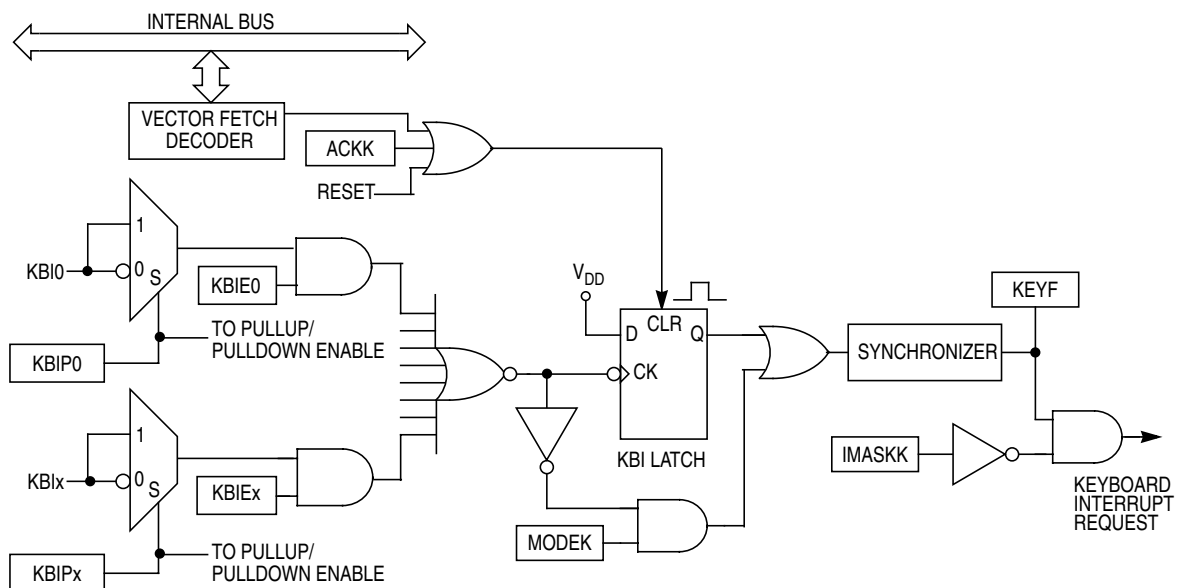 INTERNAL BUS
VECTOR FETCH
DECODER
ACKK
RESET
1
KBI0
0
S
KBIE0
TO PULLUP/
PULLDOWN ENABLE
KBIP0
VDD
D
CLR
Q
CK
KBI LATCH
SYNCHRONIZER
KEYF
IMASKK
KEYBOARD
INTERRUPT
REQUEST
1
KBIx
0
S
KBIEx
MODEK
TO PULLUP/
PULLDOWN ENABLE
KBIPx